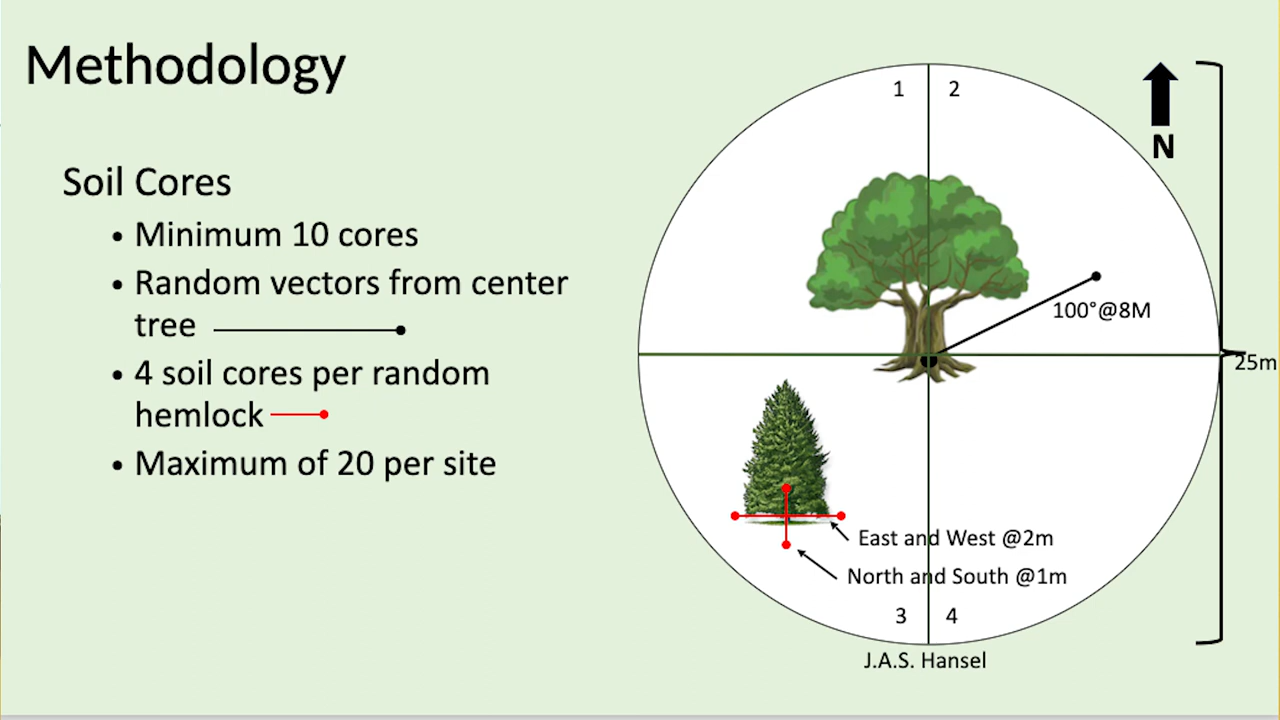 Methodology
Soil Cores
• Minimum 10 cores
• Random vectors from center
tree
• 4 soil cores per random
hemlock
• Maximum of 20 per site
1 2
N
100°@8M
25m
East and West @2m
North and South @1m
3 4
J.A.S. Hansel